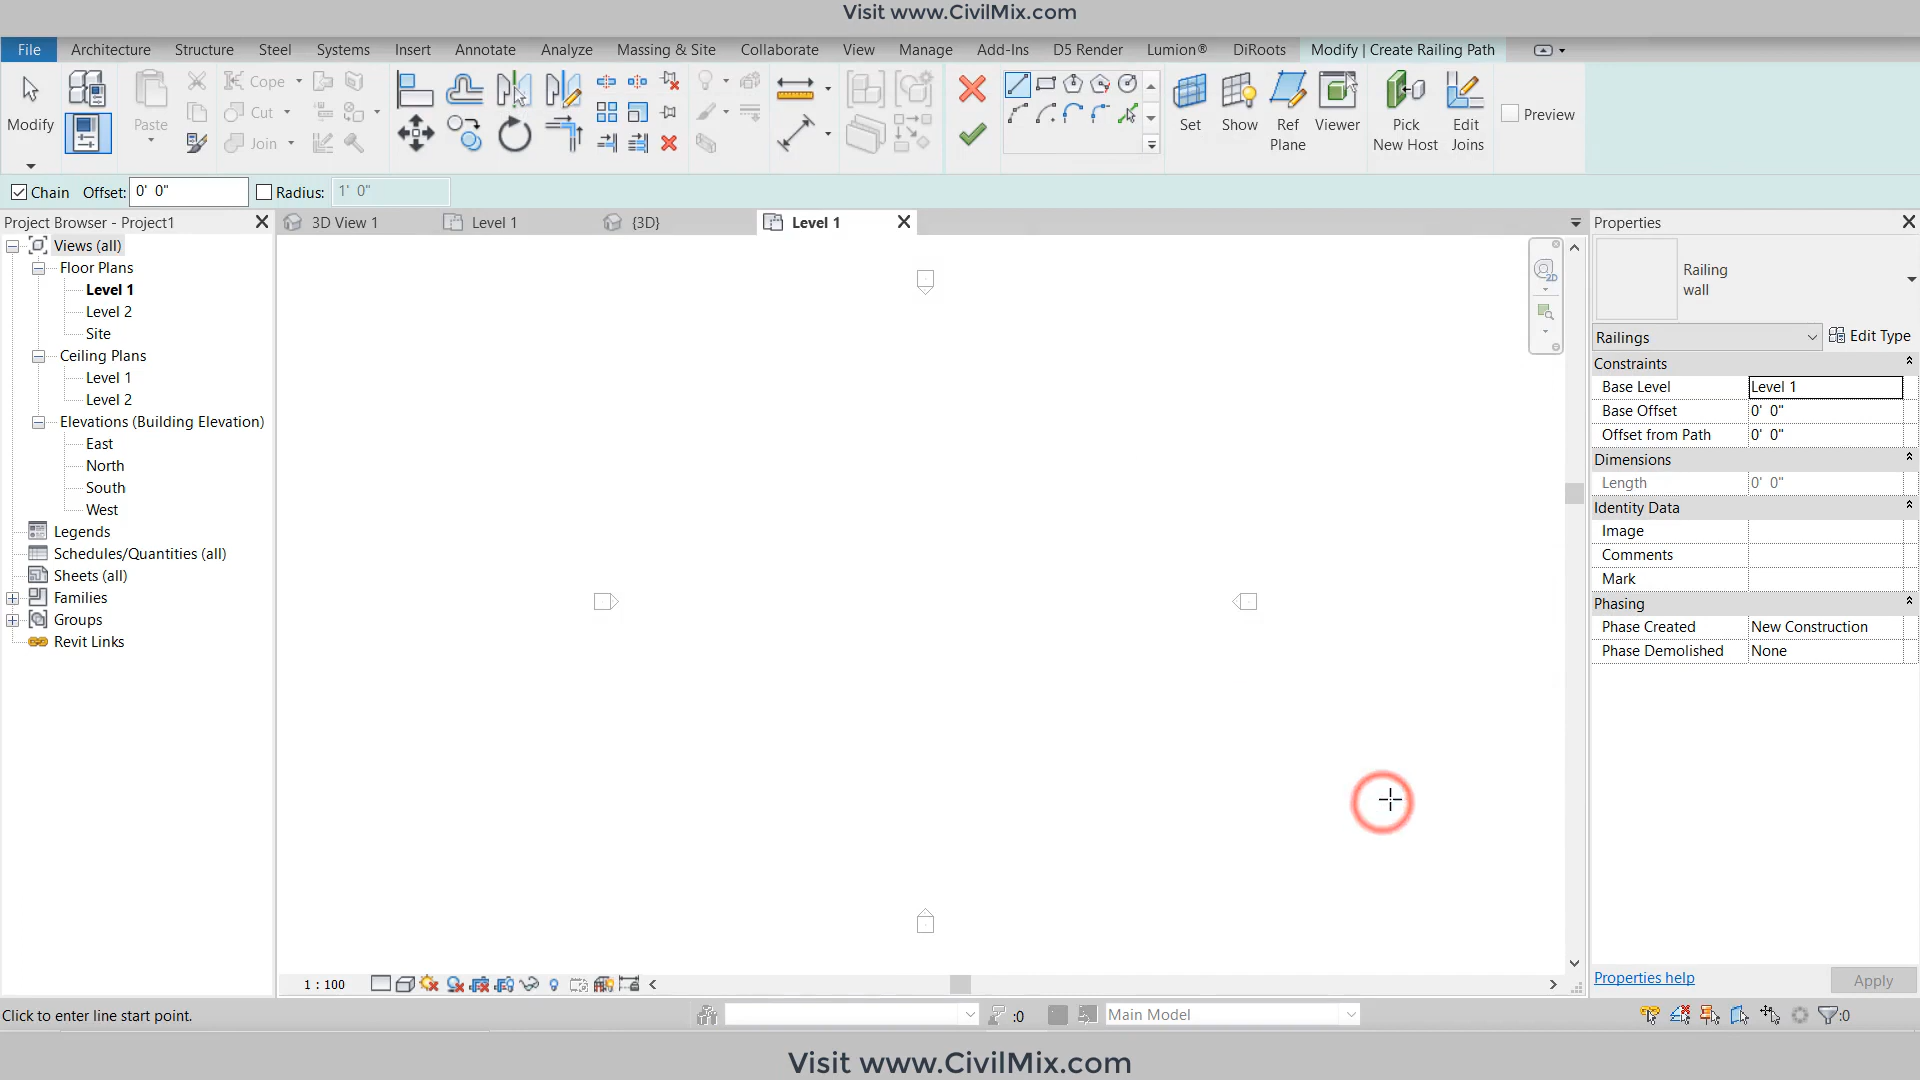 Visit www.CivilMix.com
File Architecture Structure Steel Systems Insert Annotate Analyze Massing & Site Collaborate View Manage Add-Ins D5 Render Lumion® DiRoots Modify | Create Railing Path
Modify Paste Cope Cut Join Set Show Ref Plane Viewer Pick New Host Edit Joins Preview
Chain Offset: 0' 0" Radius: 1' 0"
Project Browser - Project1 3D View 1 Level 1 {3D} Level 1 Properties
Views (all)
Floor Plans
Level 1
Level 2
Site
Ceiling Plans
Level 1
Level 2
Elevations (Building Elevation)
East
North
South
West
Legends
Schedules/Quantities (all)
Sheets (all)
Families
Groups
Revit Links
2D
Railing
wall
Railings Edit Type
Constraints
Base Level Level 1
Base Offset 0' 0"
Offset from Path 0' 0"
Dimensions
Length 0' 0"
Identity Data
Image
Comments
Mark
Phasing
Phase Created New Construction
Phase Demolished None
Properties help Apply
1 : 100
Click to enter line start point. :0 Main Model :0
Visit www.CivilMix.com